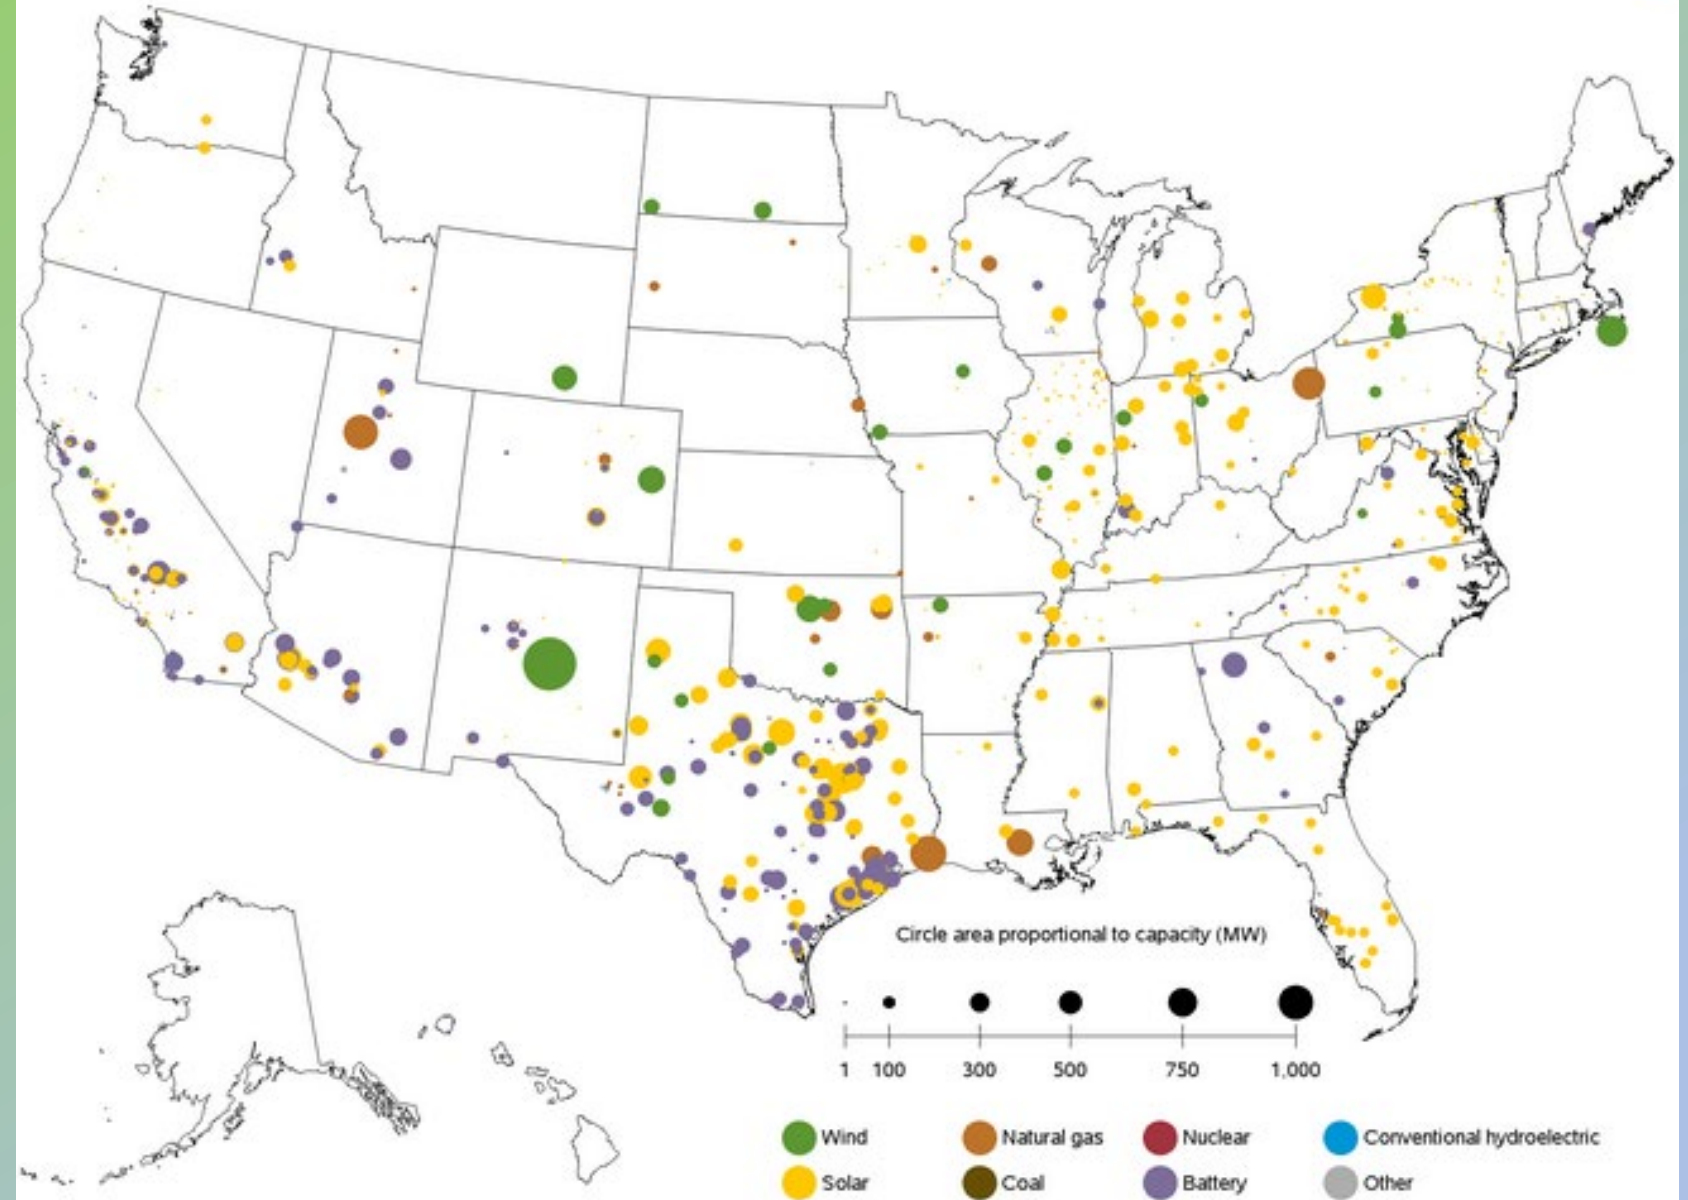 Circle area proportional to capacity (MW)
1 100 300 500 750 1,000
Wind Natural gas Nuclear Conventional hydroelectric
Solar Coal Battery Other